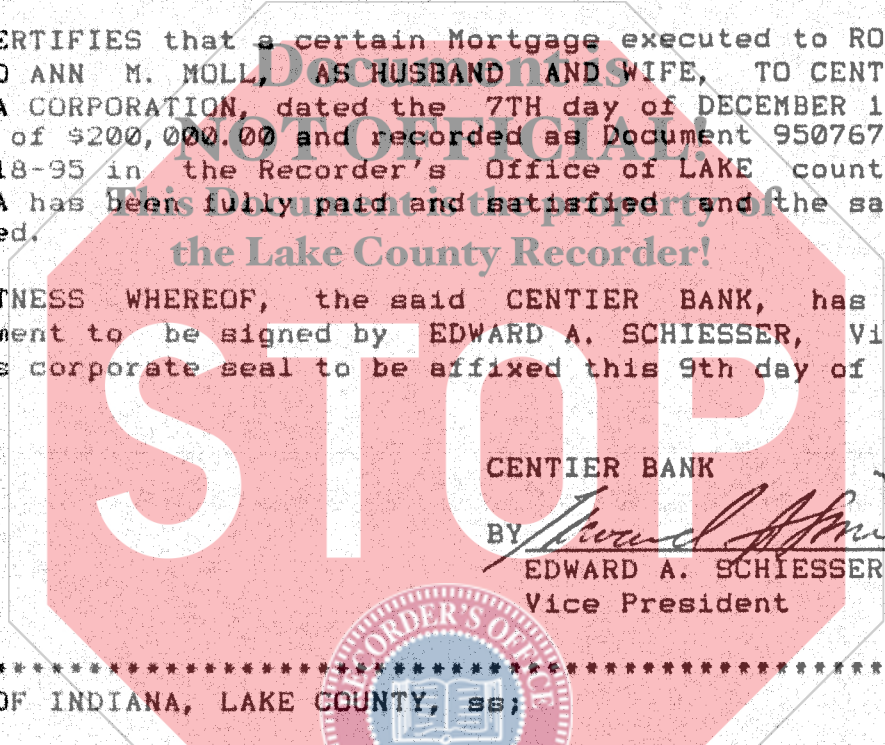 ERTIFIES that a certain Mortgage executed to RO
D ANN M. MOLL, AS HUSBAND AND WIFE, TO CENT
A CORPORATION, dated the 7TH day of DECEMBER 1
of $200,000.00 and recorded as Document 950767
18-95 in the Recorder's Office of LAKE count
A has been fully paid and satisfied and the sa
ed.
Document is
NOT OFFICIAL!
This Document is the property of
the Lake County Recorder!
TNESS WHEREOF, the said CENTIER BANK, has
ment to be signed by EDWARD A. SCHIESSER, Vi
s corporate seal to be affixed this 9th day of
STOP
CENTIER BANK
BY
EDWARD A. SCHIESSER
Vice President
RECORDER'S OFFICE
************************************************
OF INDIANA, LAKE COUNTY, ss;